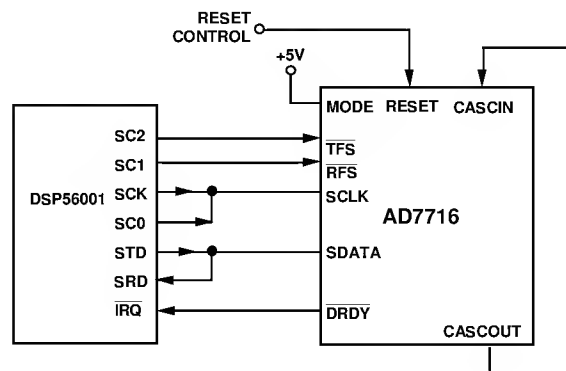 RESET
CONTROL
+5V
MODE RESET CASCIN
SC2
TFS
SC1
RFS
SCK
SCLK
DSP56001
SC0
AD7716
STD
SDATA
SRD
IRQ
DRDY
CASCOUT